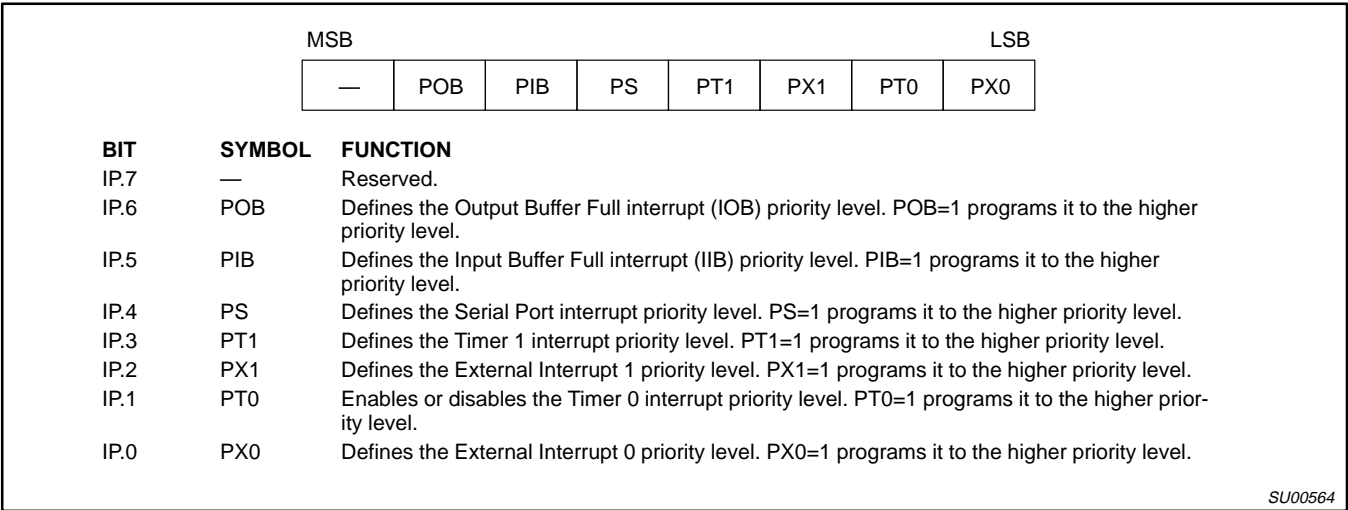 MSB LSB
— POB PIB PS PT1 PX1 PT0 PX0
BIT SYMBOL FUNCTION
IP.7 — Reserved.
IP.6 POB Defines the Output Buffer Full interrupt (IOB) priority level. POB=1 programs it to the higher
priority level.
IP.5 PIB Defines the Input Buffer Full interrupt (IIB) priority level. PIB=1 programs it to the higher
priority level.
IP.4 PS Defines the Serial Port interrupt priority level. PS=1 programs it to the higher priority level.
IP.3 PT1 Defines the Timer 1 interrupt priority level. PT1=1 programs it to the higher priority level.
IP.2 PX1 Defines the External Interrupt 1 priority level. PX1=1 programs it to the higher priority level.
IP.1 PT0 Enables or disables the Timer 0 interrupt priority level. PT0=1 programs it to the higher prior-
ity level.
IP.0 PX0 Defines the External Interrupt 0 priority level. PX0=1 programs it to the higher priority level.
SU00564